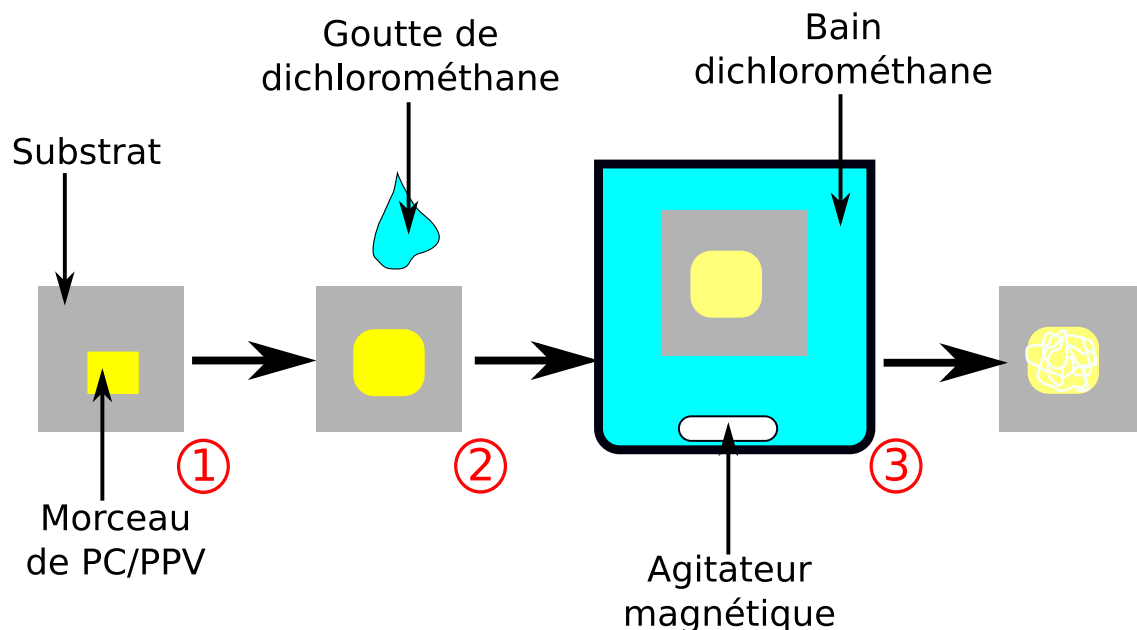 Goutte de
dichlorométhane
Bain
dichlorométhane
Substrat
1
2
3
Morceau
de PC/PPV
Agitateur
magnétique